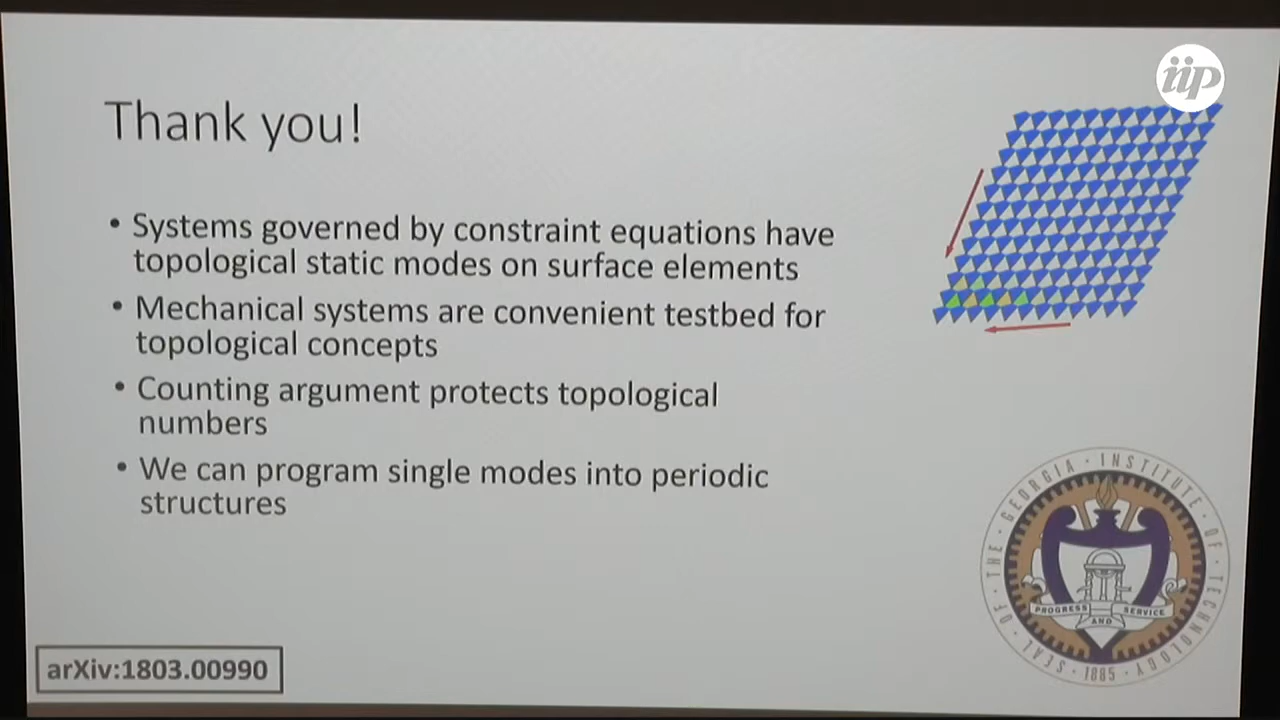 iip
Thank you!
• Systems governed by constraint equations have
topological static modes on surface elements
• Mechanical systems are convenient testbed for
topological concepts
• Counting argument protects topological
numbers
• We can program single modes into periodic
structures
SEAL · OF · THE · GEORGIA · INSTITUTE · OF · TECHNOLOGY
PROGRESS AND SERVICE
1885
arXiv:1803.00990